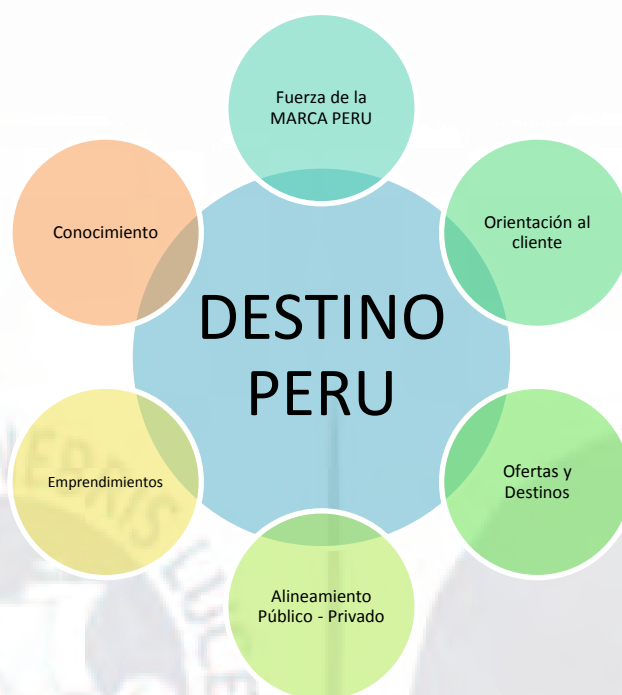 Fuerza de la
MARCA PERU
Orientación al
cliente
Ofertas y
Destinos
Alineamiento
Público - Privado
Emprendimientos
Conocimiento
DESTINO
PERU